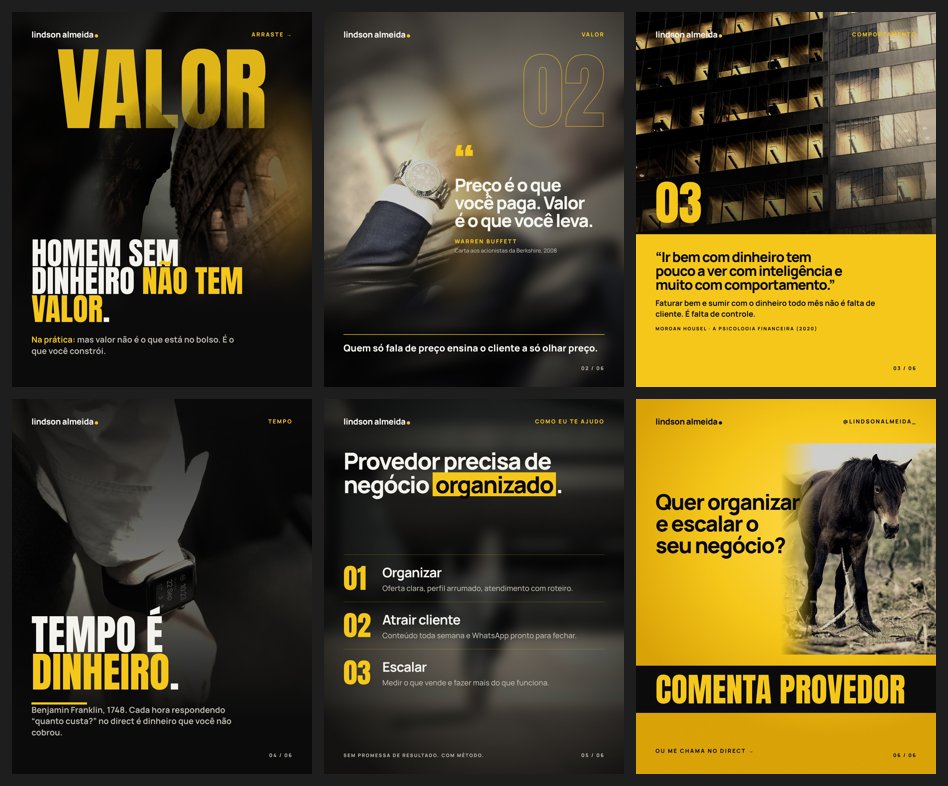 lindson almeida.
ARRASTE →
VALOR
HOMEM SEM
DINHEIRO NÃO TEM
VALOR.
Na prática: mas valor não é o que está no bolso. É o
que você constrói.
lindson almeida.
VALOR
02
“
Preço é o que
você paga. Valor
é o que você leva.
WARREN BUFFETT
Carta aos acionistas da Berkshire, 2008
Quem só fala de preço ensina o cliente a só olhar preço.
02 / 06
lindson almeida.
COMPORTAMENTO
03
“Ir bem com dinheiro tem
pouco a ver com inteligência e
muito com comportamento.”
Faturar bem e sumir com o dinheiro todo mês não é falta de
cliente. É falta de controle.
MORGAN HOUSEL · A PSICOLOGIA FINANCEIRA (2020)
03 / 06
lindson almeida.
TEMPO
TEMPO É
DINHEIRO.
Benjamin Franklin, 1748. Cada hora respondendo
“quanto custa?” no direct é dinheiro que você não
cobrou.
04 / 06
lindson almeida.
COMO EU TE AJUDO
Provedor precisa de
negócio organizado.
01 Organizar
Oferta clara, perfil arrumado, atendimento com roteiro.
02 Atrair cliente
Conteúdo toda semana e WhatsApp pronto para fechar.
03 Escalar
Medir o que vende e fazer mais do que funciona.
SEM PROMESSA DE RESULTADO. COM MÉTODO.
05 / 06
lindson almeida.
@LINDSONALMEIDA_
Quer organizar
e escalar o
seu negócio?
COMENTA PROVEDOR
OU ME CHAMA NO DIRECT →
06 / 06